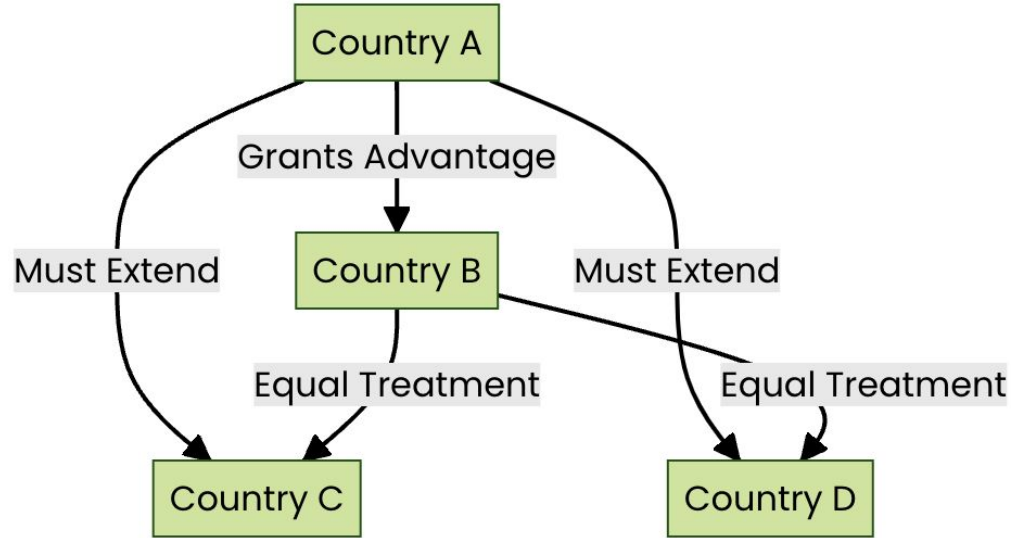 Country A
Grants Advantage
Must Extend
Country B
Must Extend
Equal Treatment
Equal Treatment
Country C
Country D